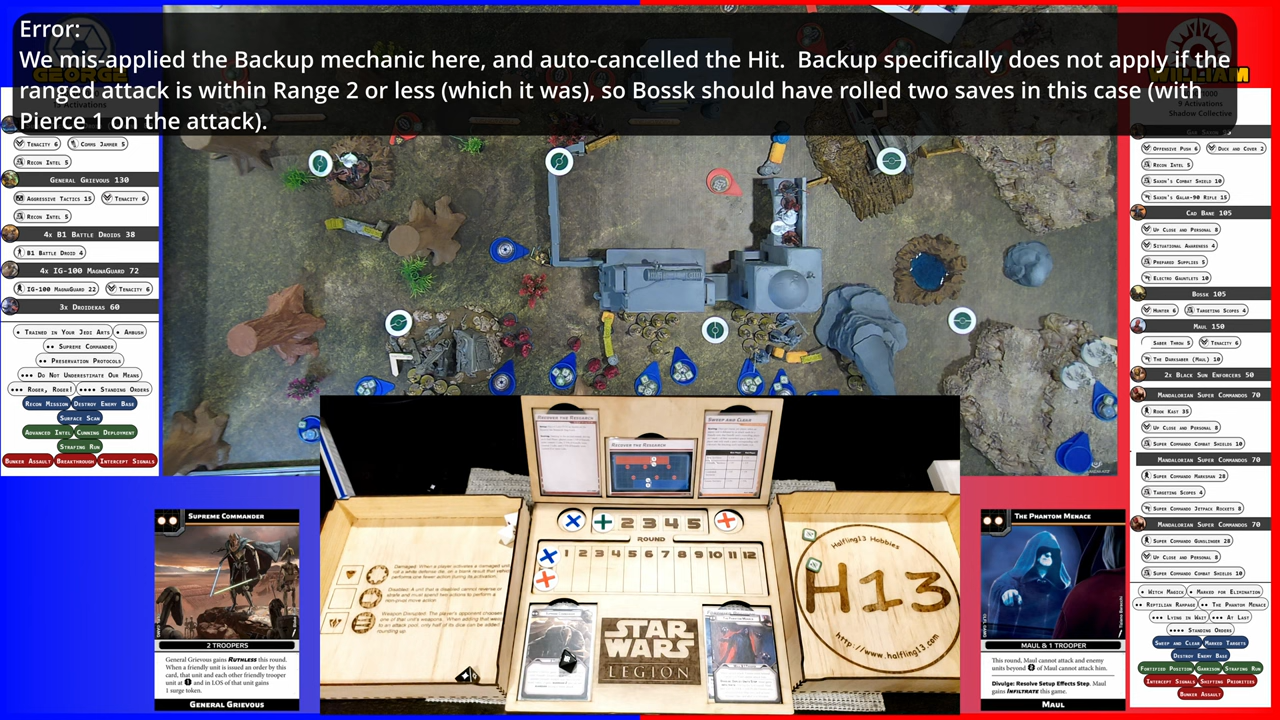 Error:
We mis-applied the Backup mechanic here, and auto-cancelled the Hit.  Backup specifically does not apply if the
ranged attack is within Range 2 or less (which it was), so Bossk should have rolled two saves in this case (with
Pierce 1 on the attack).
GEORGE
WILLIAM
9 Activations
Shadow Collective
Tenacity 6
Comms Jammer 5
Recon Intel 5
General Grievous 130
Aggressive Tactics 15
Tenacity 6
Recon Intel 5
4x B1 Battle Droids 38
B1 Battle Droid 4
4x IG-100 MagnaGuard 72
IG-100 MagnaGuard 22
Tenacity 6
3x Droidekas 60
• Trained in Your Jedi Arts
• Ambush
•• Supreme Commander
•• Preservation Protocols
••• Do Not Underestimate Our Means
••• Roger, Roger!
•••• Standing Orders
Recon Mission
Destroy Enemy Base
Surface Scan
Advanced Intel
Cunning Deployment
Strafing Run
Bunker Assault
Breakthrough
Intercept Signals
Offensive Push 6
Duck and Cover 2
Recon Intel 5
Saxon's Combat Shield 10
Saxon's Galar-90 Rifle 15
Cad Bane 105
Up Close and Personal 8
Situational Awareness 4
Prepared Supplies 5
Electro Gauntlets 10
Bossk 105
Hunter 6
Targeting Scopes 4
Maul 150
Saber Throw 5
Tenacity 6
The Darksaber (Maul) 10
2x Black Sun Enforcers 50
Mandalorian Super Commandos 70
Rook Kast 35
Up Close and Personal 8
Super Commando Combat Shields 10
Mandalorian Super Commandos 70
Super Commando Marksman 28
Targeting Scopes 4
Super Commando Jetpack Rockets 8
Mandalorian Super Commandos 70
Super Commando Gunslinger 28
Up Close and Personal 8
Super Commando Combat Shields 10
• Witch Magick
• Marked for Elimination
•• Reptilian Rampage
•• The Phantom Menace
••• Lying in Wait
••• At Last
•••• Standing Orders
Sweep and Clear
Marked Targets
Destroy Enemy Base
Fortified Position
Garrison
Strafing Run
Intercept Signals
Shifting Priorities
Bunker Assault
Supreme Commander
2 TROOPERS
General Grievous gains Ruthless this round.
When a friendly unit is issued an order by this
card, that unit and each other friendly trooper
unit at 1 and in LOS of that unit gains
1 surge token.
General Grievous
The Phantom Menace
MAUL & 1 TROOPER
This round, Maul cannot attack and enemy
units beyond 2 of Maul cannot attack him.
Divulge: Resolve Setup Effects Step. Maul
gains Infiltrate this game.
Maul
Recover the Research
Recover the Research
Sweep and Clear
2 3 4 5
ROUND
1 2 3 4 5 6 7 8 9 10 11 12
STAR
WARS
LEGION
Halfling13 Hobbies
H13
http://www.halfling13.com